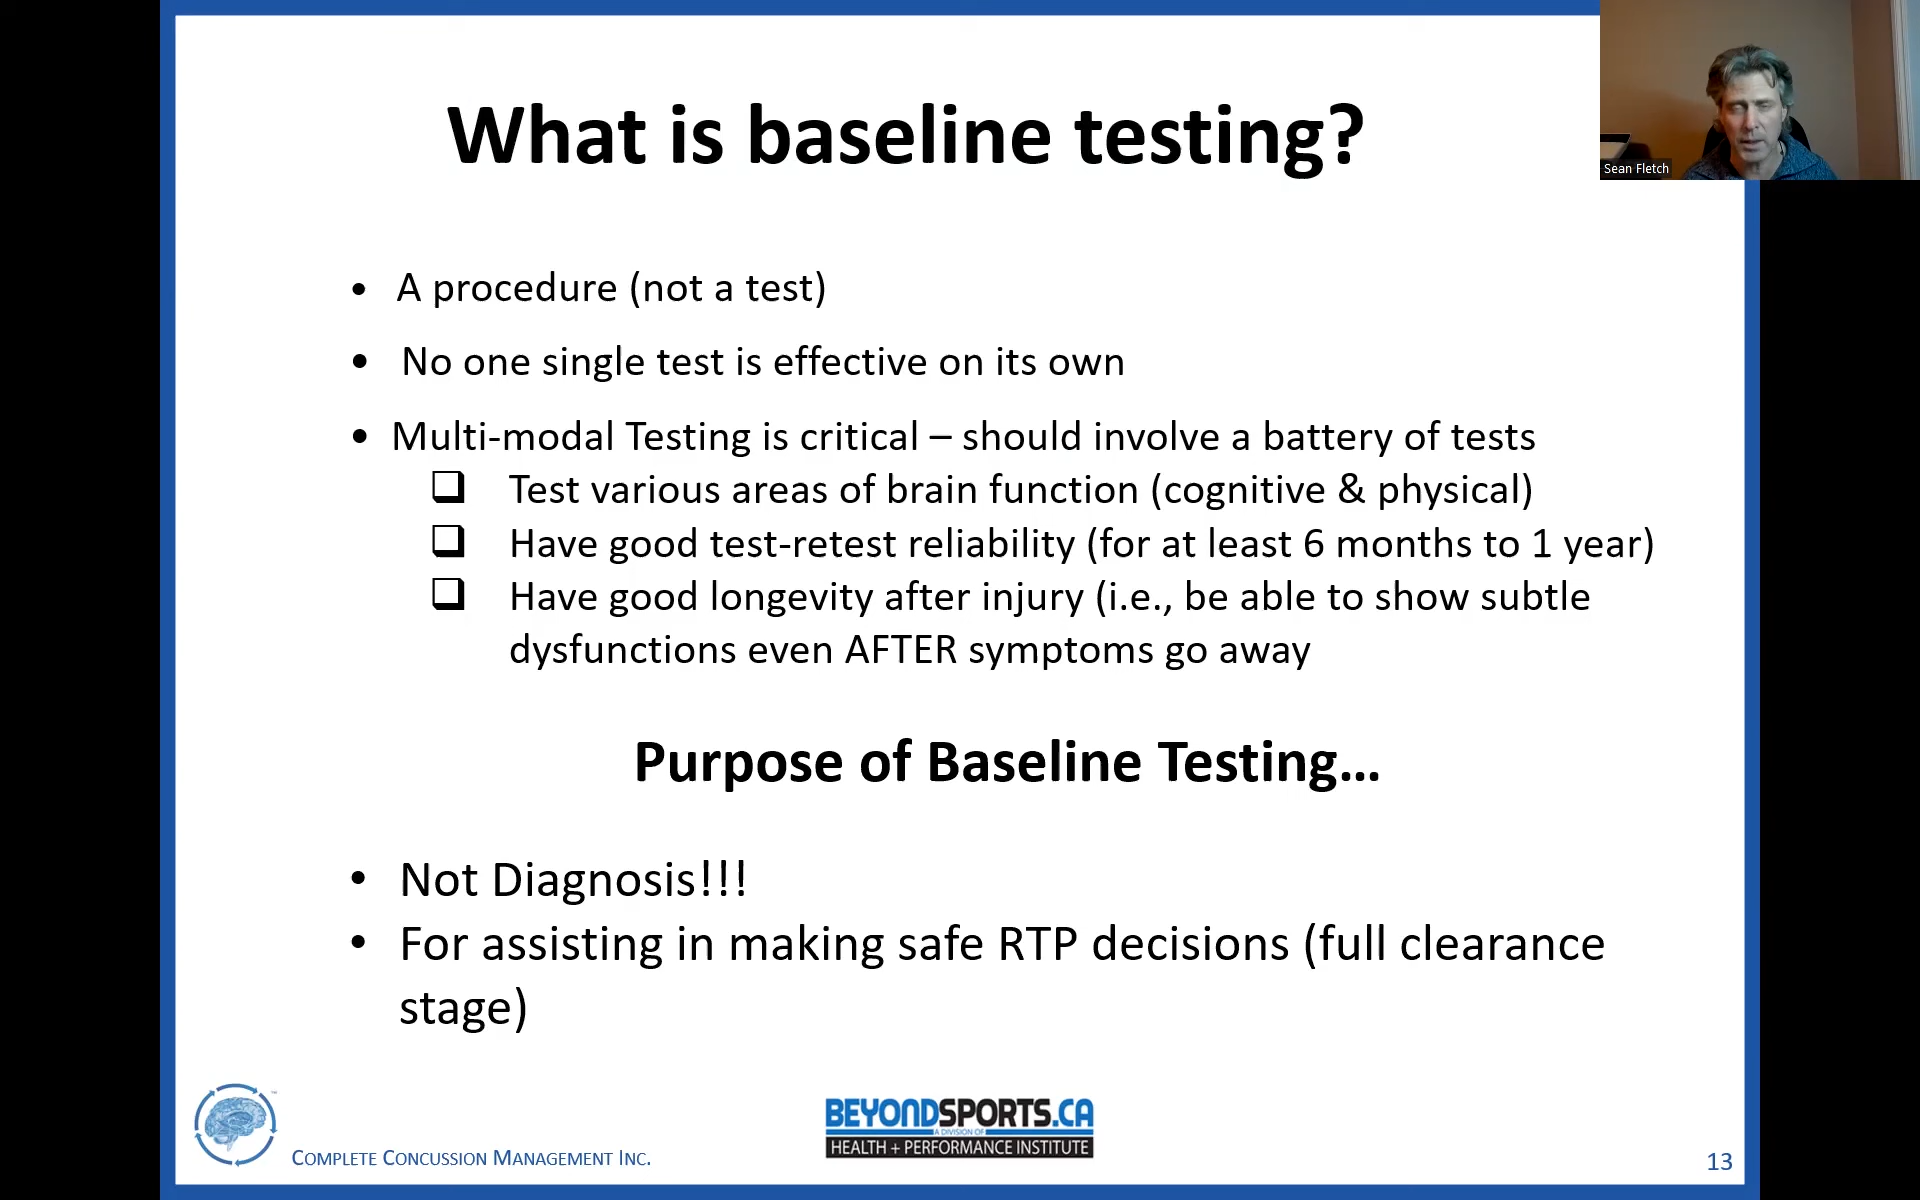 What is baseline testing?
Sean Fletch
• A procedure (not a test)
• No one single test is effective on its own
• Multi-modal Testing is critical – should involve a battery of tests
❑ Test various areas of brain function (cognitive & physical)
❑ Have good test-retest reliability (for at least 6 months to 1 year)
❑ Have good longevity after injury (i.e., be able to show subtle
dysfunctions even AFTER symptoms go away
Purpose of Baseline Testing...
• Not Diagnosis!!!
• For assisting in making safe RTP decisions (full clearance
stage)
™
COMPLETE CONCUSSION MANAGEMENT INC.
BEYONDSPORTS.CA
A DIVISION OF
HEALTH + PERFORMANCE INSTITUTE
13